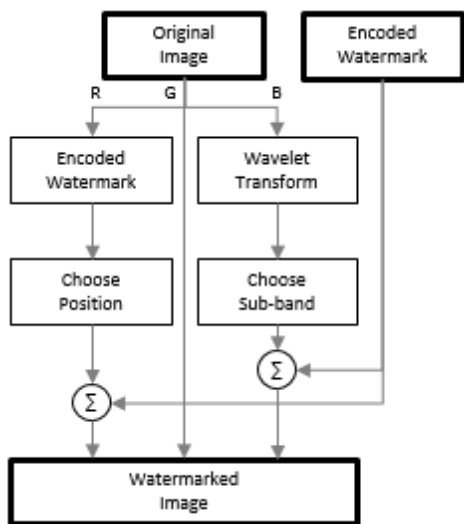 Original
Image
Encoded
Watermark
R G B
Encoded
Watermark
Wavelet
Transform
Choose
Position
Choose
Sub-band
Σ
Σ
Watermarked
Image